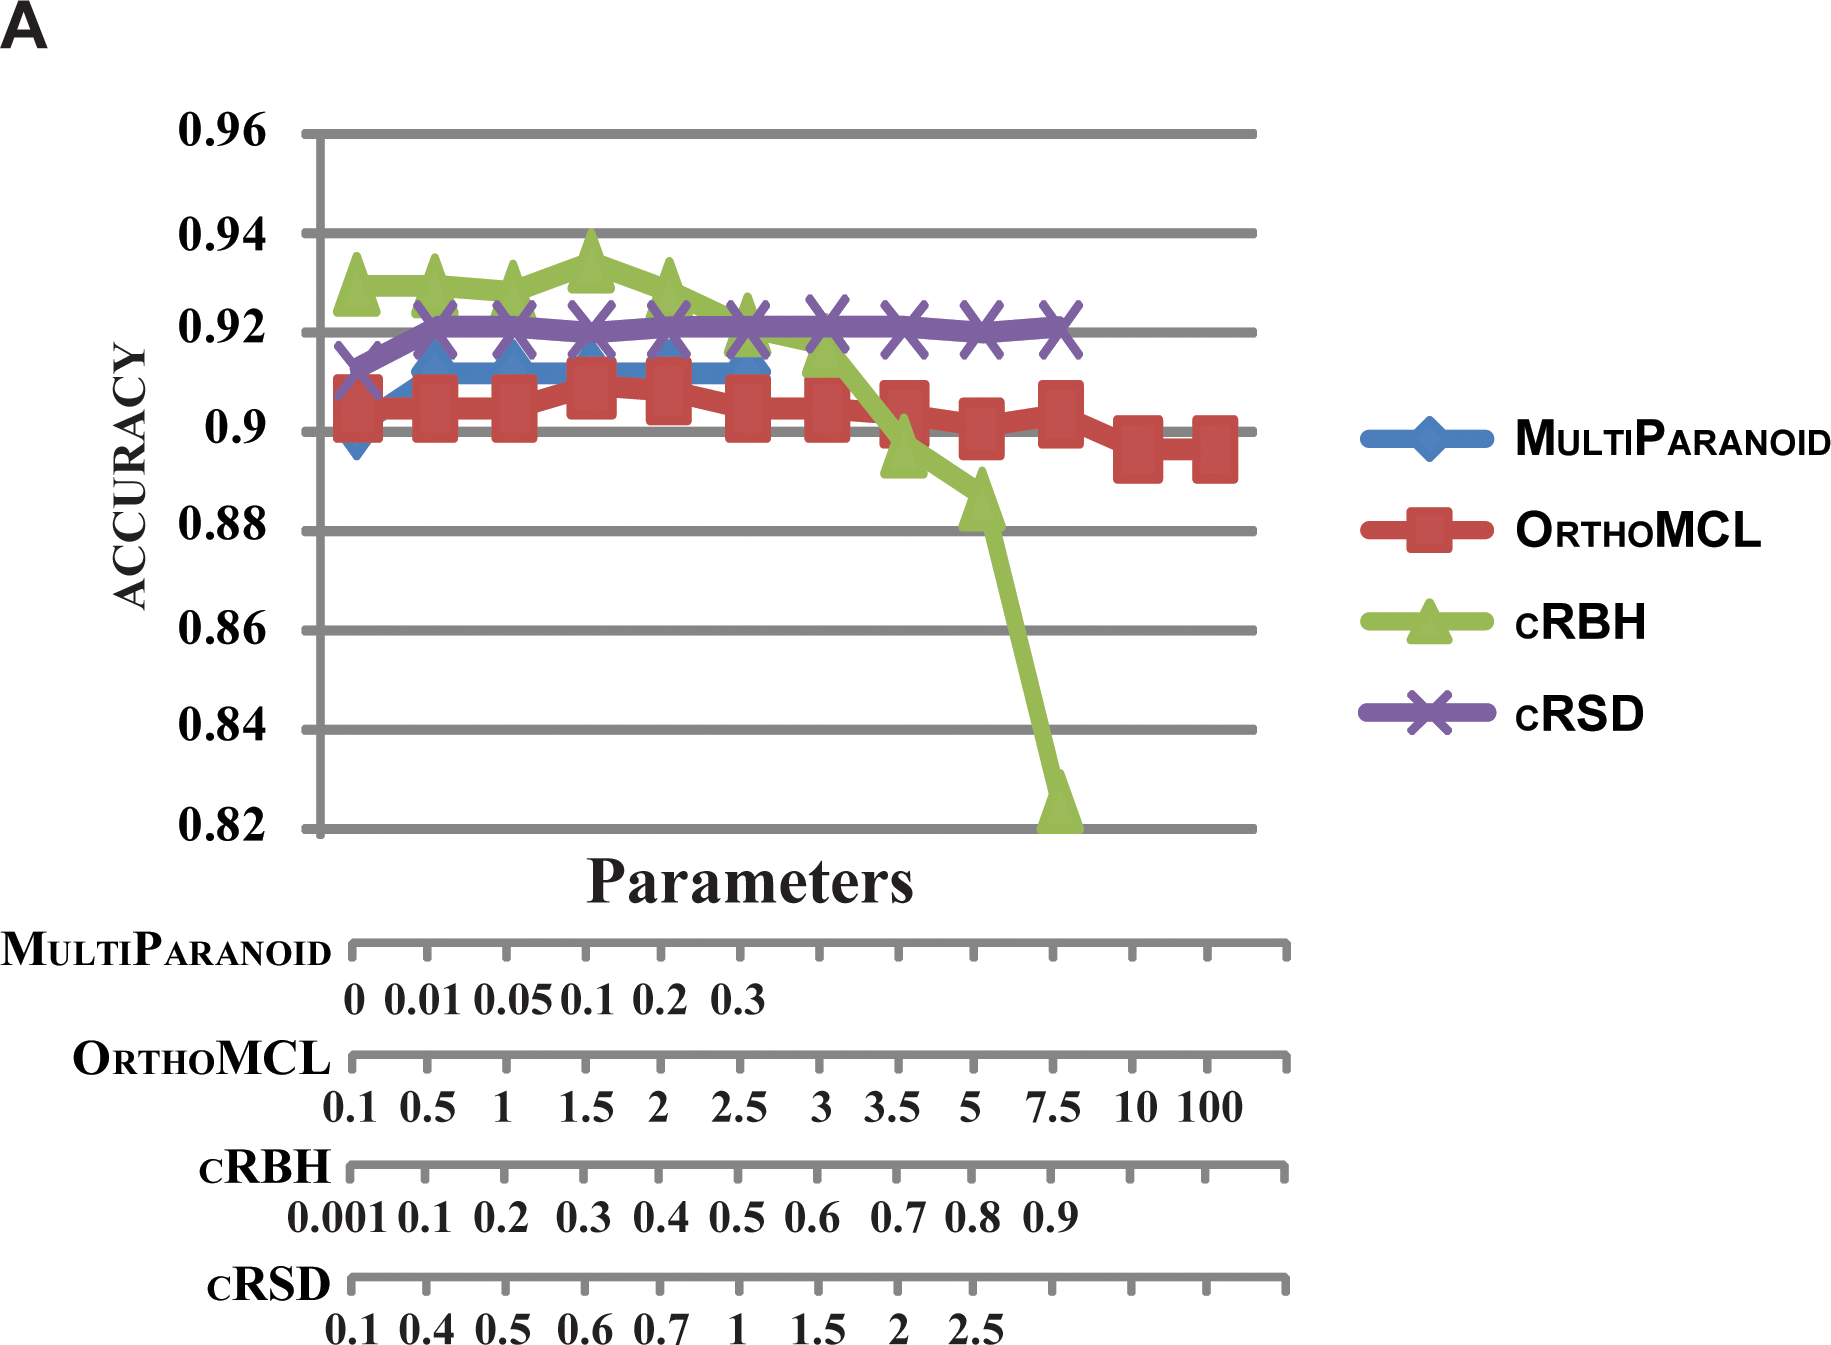 A
0.96
0.94
0.92
0.9
0.88
0.86
0.84
0.82
ACCURACY
MULTIPARANOID
ORTHOMCL
CRBH
CRSD
Parameters
MULTIPARANOID
0 0.01 0.05 0.1 0.2 0.3
ORTHOMCL
0.1 0.5 1 1.5 2 2.5 3 3.5 5 7.5 10 100
CRBH
0.001 0.1 0.2 0.3 0.4 0.5 0.6 0.7 0.8 0.9
CRSD
0.1 0.4 0.5 0.6 0.7 1 1.5 2 2.5